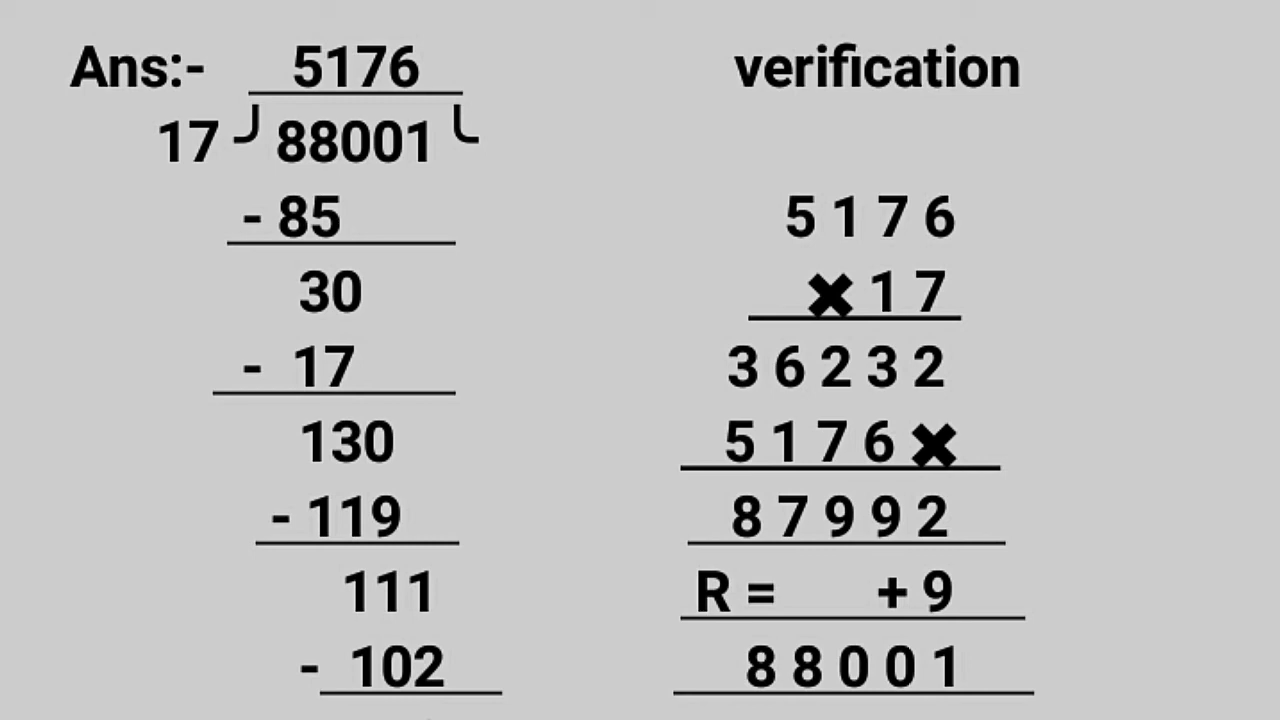 Ans:- 5176
17 88001
- 85
30
- 17
130
- 119
111
- 102
verification
5 1 7 6
✖ 1 7
3 6 2 3 2
5 1 7 6 ✖
8 7 9 9 2
R = + 9
8 8 0 0 1